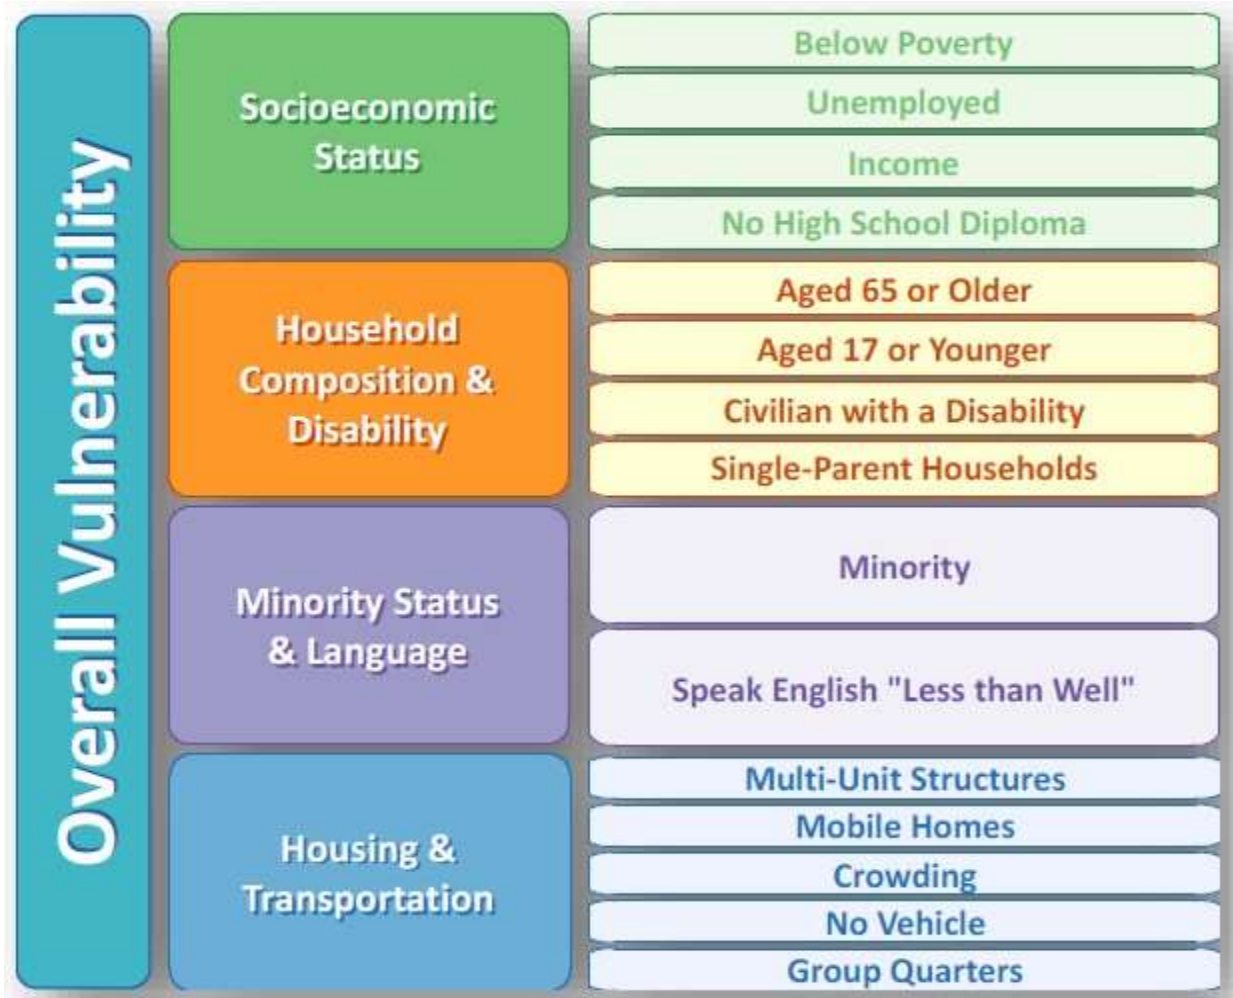 Overall Vulnerability
Socioeconomic
Status
Below Poverty
Unemployed
Income
No High School Diploma
Household
Composition &
Disability
Aged 65 or Older
Aged 17 or Younger
Civilian with a Disability
Single-Parent Households
Minority Status
& Language
Minority
Speak English "Less than Well"
Housing &
Transportation
Multi-Unit Structures
Mobile Homes
Crowding
No Vehicle
Group Quarters